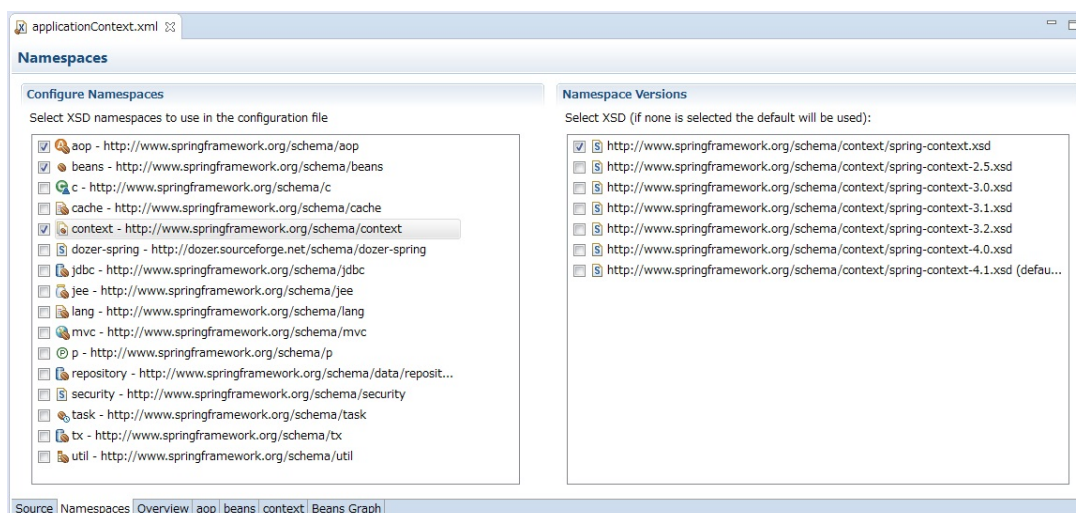 applicationContext.xml
Namespaces
Configure Namespaces
Select XSD namespaces to use in the configuration file
aop - http://www.springframework.org/schema/aop
beans - http://www.springframework.org/schema/beans
c - http://www.springframework.org/schema/c
cache - http://www.springframework.org/schema/cache
context - http://www.springframework.org/schema/context
dozer-spring - http://dozer.sourceforge.net/schema/dozer-spring
jdbc - http://www.springframework.org/schema/jdbc
jee - http://www.springframework.org/schema/jee
lang - http://www.springframework.org/schema/lang
mvc - http://www.springframework.org/schema/mvc
p - http://www.springframework.org/schema/p
repository - http://www.springframework.org/schema/data/reposit...
security - http://www.springframework.org/schema/security
task - http://www.springframework.org/schema/task
tx - http://www.springframework.org/schema/tx
util - http://www.springframework.org/schema/util
Namespace Versions
Select XSD (if none is selected the default will be used):
http://www.springframework.org/schema/context/spring-context.xsd
http://www.springframework.org/schema/context/spring-context-2.5.xsd
http://www.springframework.org/schema/context/spring-context-3.0.xsd
http://www.springframework.org/schema/context/spring-context-3.1.xsd
http://www.springframework.org/schema/context/spring-context-3.2.xsd
http://www.springframework.org/schema/context/spring-context-4.0.xsd
http://www.springframework.org/schema/context/spring-context-4.1.xsd (defau...
Source Namespaces Overview aop beans context Beans Graph